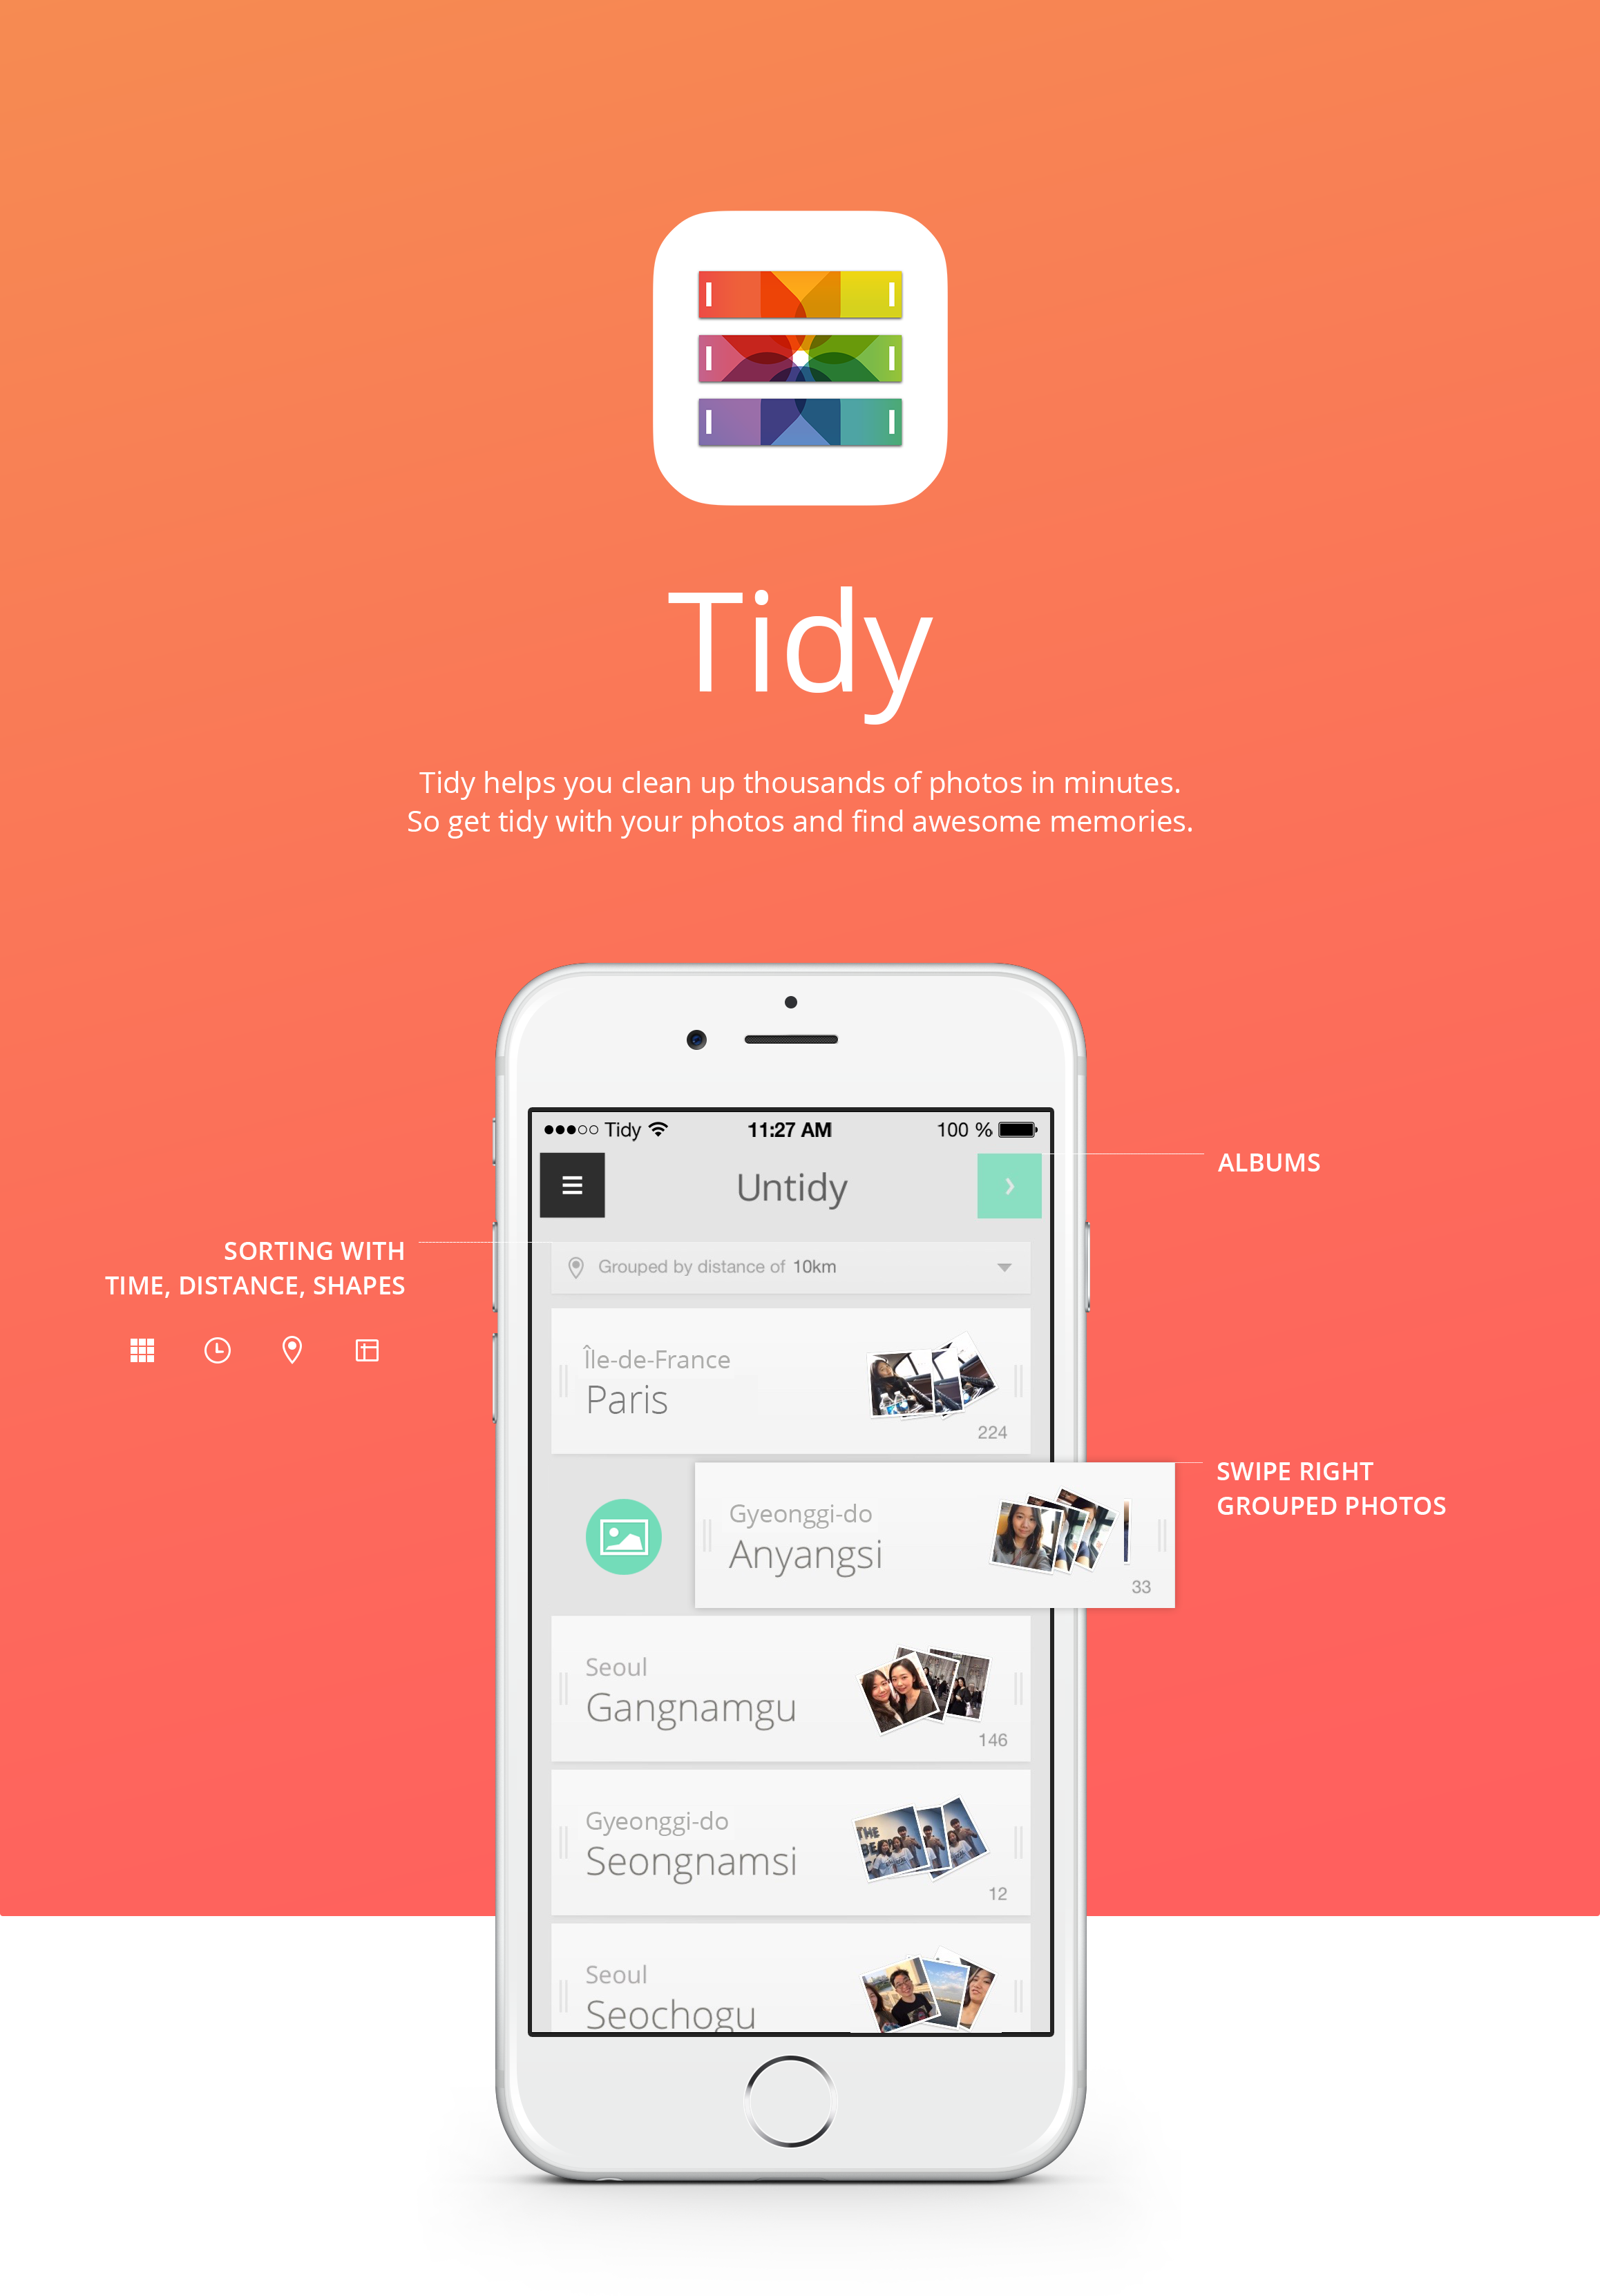 Tidy
Tidy helps you clean up thousands of photos in minutes.
So get tidy with your photos and find awesome memories.
Tidy
11:27 AM
100 %
Untidy
ALBUMS
SORTING WITH
TIME, DISTANCE, SHAPES
Grouped by distance of 10km
Île-de-France
Paris
224
SWIPE RIGHT
GROUPED PHOTOS
Gyeonggi-do
Anyangsi
33
Seoul
Gangnamgu
146
Gyeonggi-do
Seongnamsi
THE
12
Seoul
Seochogu